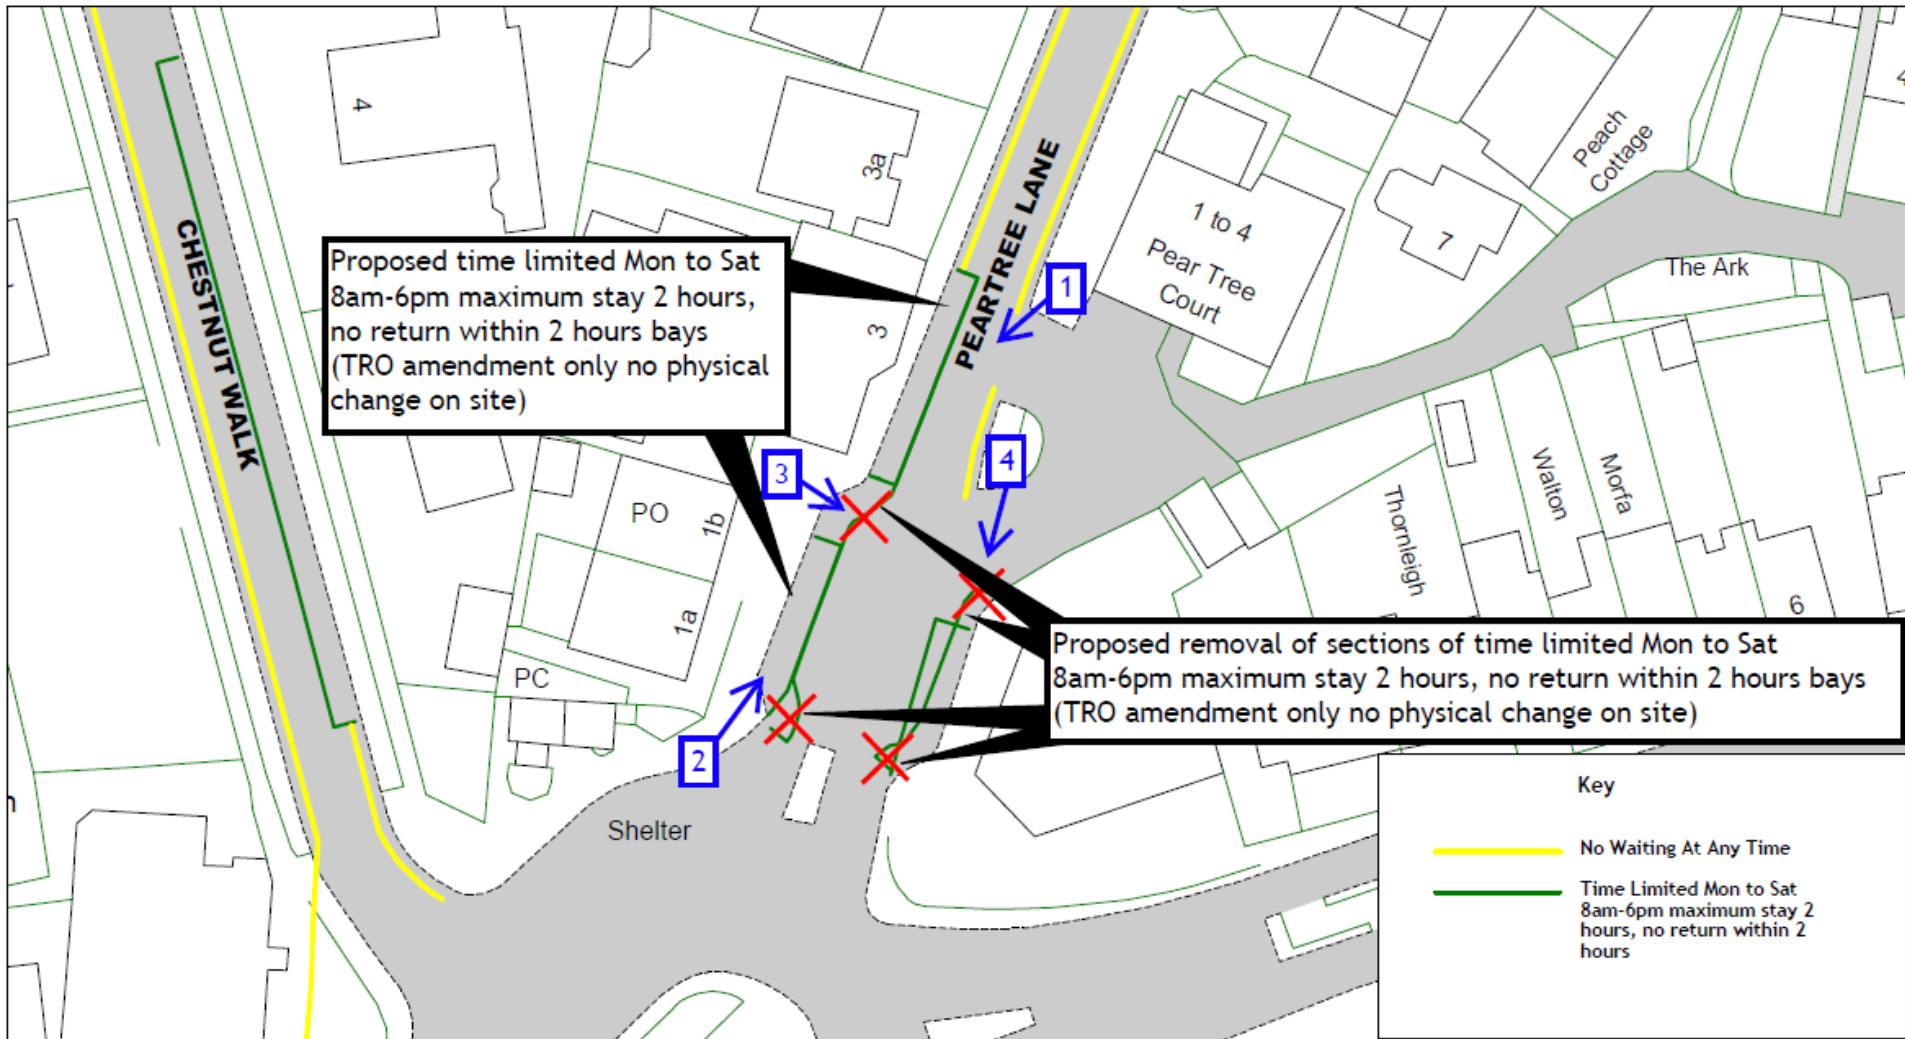 4
3a
CHESTNUT WALK
PEARTREE LANE
Peach
Cottage
1 to 4
Pear Tree
Court
7
The Ark
Proposed time limited Mon to Sat
8am-6pm maximum stay 2 hours,
no return within 2 hours bays
(TRO amendment only no physical
change on site)
1
3
3
4
PO
1b
1a
PC
2
Shelter
Thornleigh
Walton
Morfa
6
Proposed removal of sections of time limited Mon to Sat
8am-6pm maximum stay 2 hours, no return within 2 hours bays
(TRO amendment only no physical change on site)
Key
No Waiting At Any Time
Time Limited Mon to Sat
8am-6pm maximum stay 2
hours, no return within 2
hours